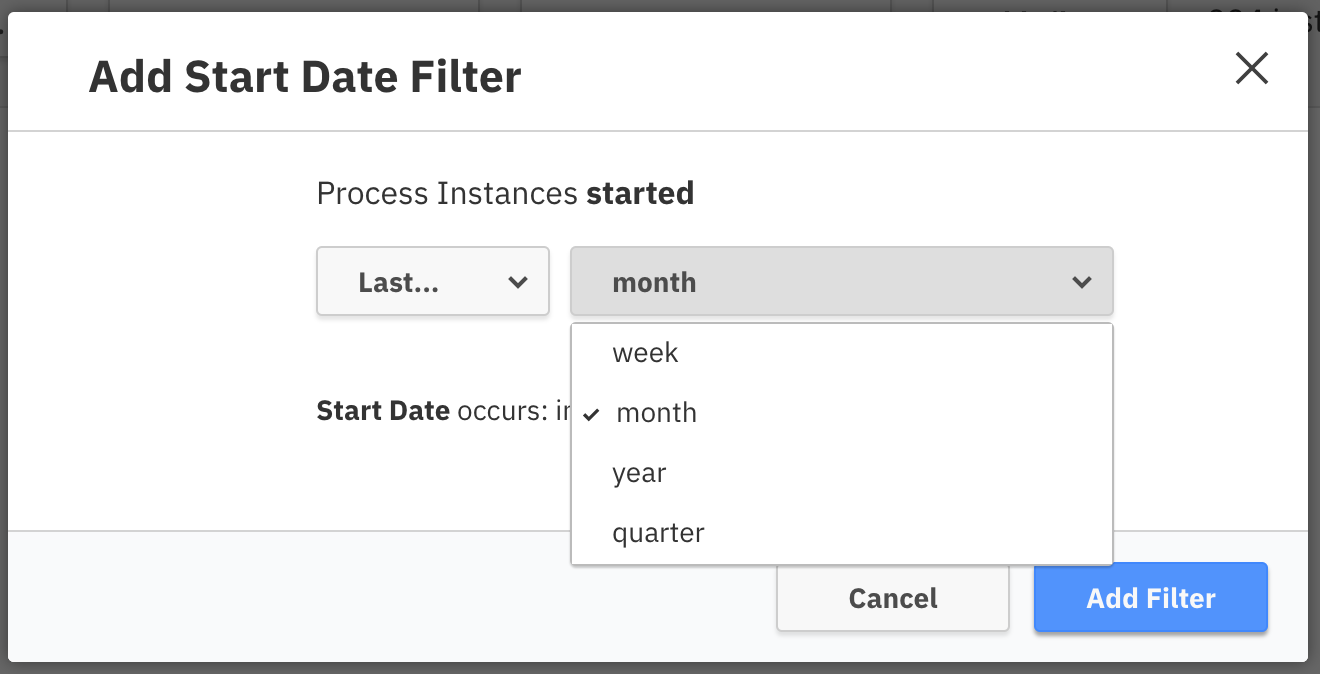 Add Start Date Filter
Process Instances started
Last... month
week
Start Date occurs:
month
year
quarter
Cancel Add Filter